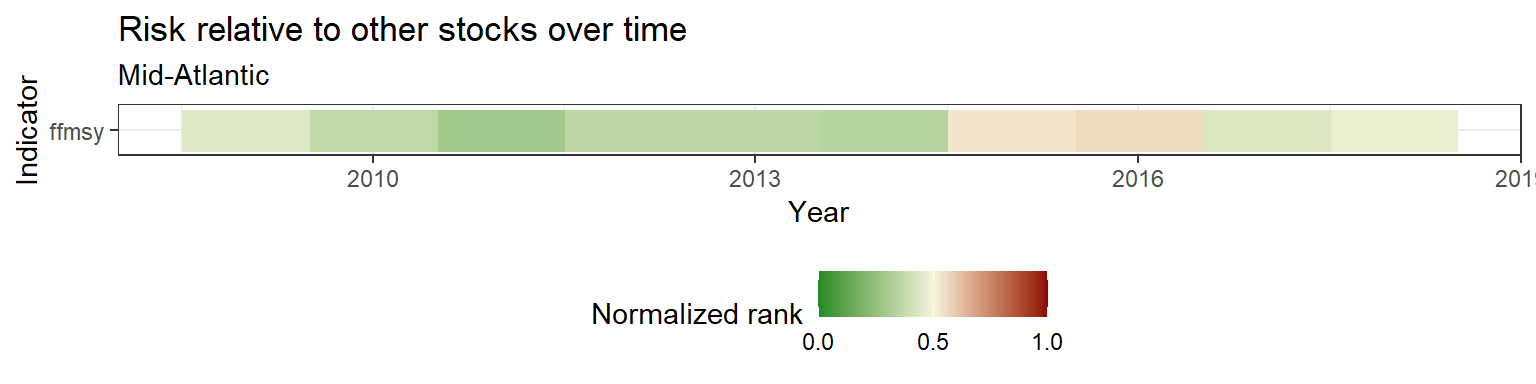 Risk relative to other stocks over time
Mid-Atlantic
Indicator
ffmsy
2010 2013 2016 201
Year
Normalized rank
0.0 0.5 1.0